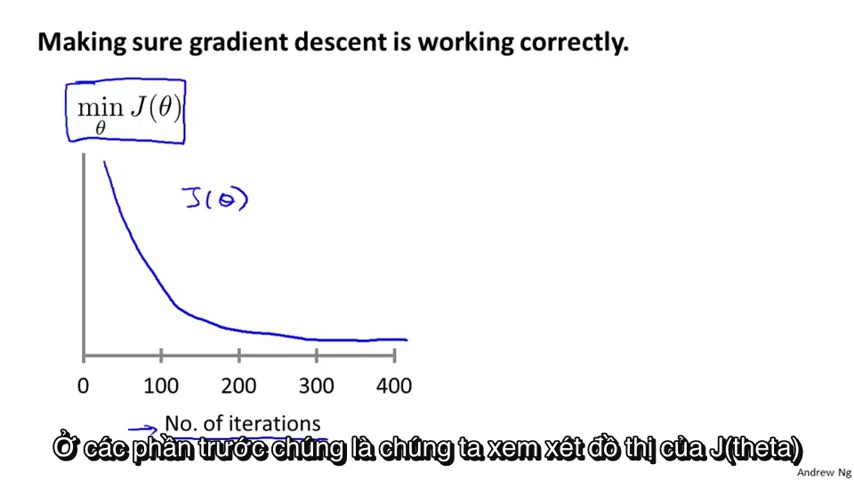 Making sure gradient descent is working correctly.
min J(θ)
θ
J(θ)
0 100 200 300 400
No. of iterations
Ở các phần trước chúng là chúng ta xem xét đồ thị của J(theta)
Andrew Ng